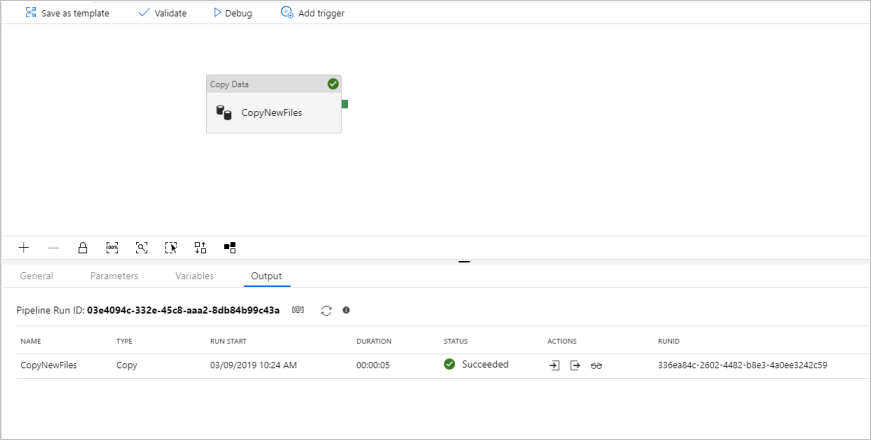 Save as template Validate Debug Add trigger
Copy Data
CopyNewFiles
100%
General Parameters Variables Output
Pipeline Run ID: 03e4094c-332e-45c8-aaa2-8db84b99c43a [@]
NAME TYPE RUN START DURATION STATUS ACTIONS RUNID
CopyNewFiles Copy 03/09/2019 10:24 AM 00:00:05 Succeeded 336ea84c-2602-4482-b8e3-4a0ee3242c59